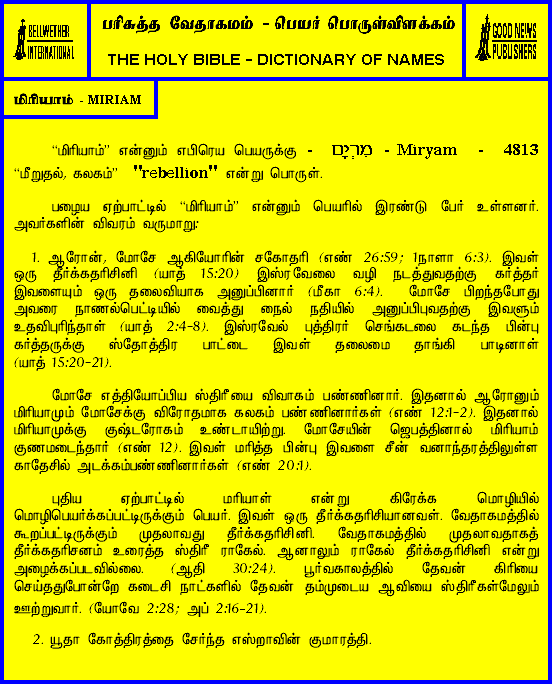 BELLWETHER
INTERNATIONAL
பரிசுத்த வேதாகமம் - பெயர் பொருள்விளக்கம்
THE HOLY BIBLE - DICTIONARY OF NAMES
GOOD NEWS
PUBLISHERS
மிரியாம் - MIRIAM
“மிரியாம்” என்னும் எபிரெய பெயருக்கு - מִרְיָם - Miryam - 4813
“மீறுதல், கலகம்” "rebellion" என்று பொருள்.
பழைய ஏற்பாட்டில் “மிரியாம்” என்னும் பெயரில் இரண்டு பேர் உள்ளனர்.
அவர்களின் விவரம் வருமாறு:
1. ஆரோன், மோசே ஆகியோரின் சகோதரி (எண் 26:59; 1நாளா 6:3). இவள்
ஒரு தீர்க்கதரிசினி (யாத் 15:20) இஸ்ரவேலை வழி நடத்துவதற்கு கர்த்தர்
இவளையும் ஒரு தலைவியாக அனுப்பினார் (மீகா 6:4). மோசே பிறந்தபோது
அவரை நாணல்பெட்டியில் வைத்து நைல் நதியில் அனுப்பிபுவதற்கு இவளும்
உதவிபுரிந்தாள் (யாத் 2:4-8). இஸ்ரவேல் புத்திரர் செங்கடலை கடந்த பின்பு
கர்த்தருக்கு ஸ்தோத்திர பாட்டை இவள் தலைமை தாங்கி பாடினாள்
(யாத் 15:20-21).
மோசே எத்தியோப்பிய ஸ்திரீயை விவாகம் பண்ணினார். இதனால் ஆரோனும்
மிரியாமும் மோசேக்கு விரோதமாக கலகம் பண்ணினார்கள் (எண் 12:1-2). இதனால்
மிரியாமுக்கு குஷ்டரோகம் உண்டாயிற்று. மோசேயின் ஜெபத்தினால் மிரியாம்
குணமடைந்தார் (எண் 12). இவள் மரித்த பின்பு இவளை சீன் வனாந்தரத்திலுள்ள
காதேசில் அடக்கம்பண்ணினார்கள் (எண் 20:1).
புதிய ஏற்பாட்டில் மரியாள் என்று கிரேக்க மொழியில்
மொழிபெயர்க்கப்பட்டிருக்கும் பெயர். இவள் ஒரு தீர்க்கதரிசியானவள். வேதாகமத்தில்
கூறப்பட்டிருக்கும் முதலாவது தீர்க்கதரிசினி. வேதாகமத்தில் முதலாவதாகத்
தீர்க்கதரிசனம் உரைத்த ஸ்திரீ ராகேல். ஆனாலும் ராகேல் தீர்க்கதரிசினி என்று
அழைக்கப்படவில்லை. (ஆதி 30:24). பூர்வகாலத்தில் தேவன் கிரியை
செய்ததுபோன்றே கடைசி நாட்களில் தேவன் தம்முடைய ஆவியை ஸ்திரீகள்மேலும்
ஊற்றுவார். (யோவே 2:28; அப் 2:16-21).
2. யூதா கோத்திரத்தை சேர்ந்த எஸ்றாவின் குமாரத்தி.